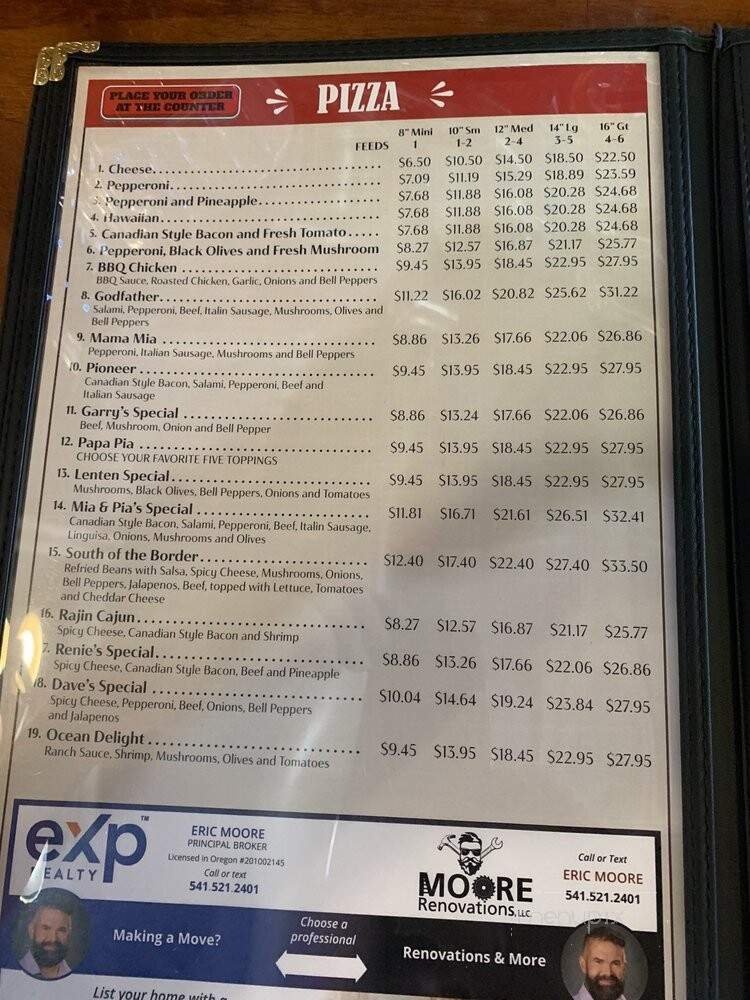 PLACE YOUR ORDER
AT THE COUNTER
PIZZA
FEEDS
8" Mini 10" Sm 12" Med 14" Lg 16" Gt
1 1-2 2-4 3-5 4-6
1. Cheese $6.50 $10.50 $14.50 $18.50 $22.50
2. Pepperoni $7.09 $11.19 $15.29 $18.89 $23.59
3. Pepperoni and Pineapple $7.68 $11.88 $16.08 $20.28 $24.68
4. Hawaiian $7.68 $11.88 $16.08 $20.28 $24.68
5. Canadian Style Bacon and Fresh Tomato $7.68 $11.88 $16.08 $20.28 $24.68
6. Pepperoni, Black Olives and Fresh Mushroom $8.27 $12.57 $16.87 $21.17 $25.77
7. BBQ Chicken $9.45 $13.95 $18.45 $22.95 $27.95
BBQ Sauce, Roasted Chicken, Garlic, Onions and Bell Peppers
8. Godfather $11.22 $16.02 $20.82 $25.62 $31.22
Salami, Pepperoni, Beef, Italin Sausage, Mushrooms, Olives and
Bell Peppers
9. Mama Mia $8.86 $13.26 $17.66 $22.06 $26.86
Pepperoni, Italian Sausage, Mushrooms and Bell Peppers
10. Pioneer $9.45 $13.95 $18.45 $22.95 $27.95
Canadian Style Bacon, Salami, Pepperoni, Beef and
Italian Sausage
11. Garry's Special $8.86 $13.24 $17.66 $22.06 $26.86
Beef, Mushroom, Onion and Bell Pepper
12. Papa Pia $9.45 $13.95 $18.45 $22.95 $27.95
CHOOSE YOUR FAVORITE FIVE TOPPINGS
13. Lenten Special $9.45 $13.95 $18.45 $22.95 $27.95
Mushrooms, Black Olives, Bell Peppers, Onions and Tomatoes
14. Mia & Pia's Special $11.81 $16.71 $21.61 $26.51 $32.41
Canadian Style Bacon, Salami, Pepperoni, Beef, Italin Sausage,
Linguisa, Onions, Mushrooms and Olives
15. South of the Border $12.40 $17.40 $22.40 $27.40 $33.50
Refried Beans with Salsa, Spicy Cheese, Mushrooms, Onions,
Bell Peppers, Jalapenos, Beef, topped with Lettuce, Tomatoes
and Cheddar Cheese
16. Rajin Cajun $8.27 $12.57 $16.87 $21.17 $25.77
Spicy Cheese, Canadian Style Bacon and Shrimp
7. Renie's Special $8.86 $13.26 $17.66 $22.06 $26.86
Spicy Cheese, Canadian Style Bacon, Beef and Pineapple
18. Dave's Special $10.04 $14.64 $19.24 $23.84 $27.95
Spicy Cheese, Pepperoni, Beef, Onions, Bell Peppers
and Jalapenos
19. Ocean Delight $9.45 $13.95 $18.45 $22.95 $27.95
Ranch Sauce, Shrimp, Mushrooms, Olives and Tomatoes
exp™
REALTY
ERIC MOORE
PRINCIPAL BROKER
Licensed in Oregon #201002145
Call or text
541.521.2401
MOORE
Renovations, LLC
Call or Text
ERIC MOORE
541.521.2401
Making a Move?
Choose a
professional
Renovations & More
List your home with a